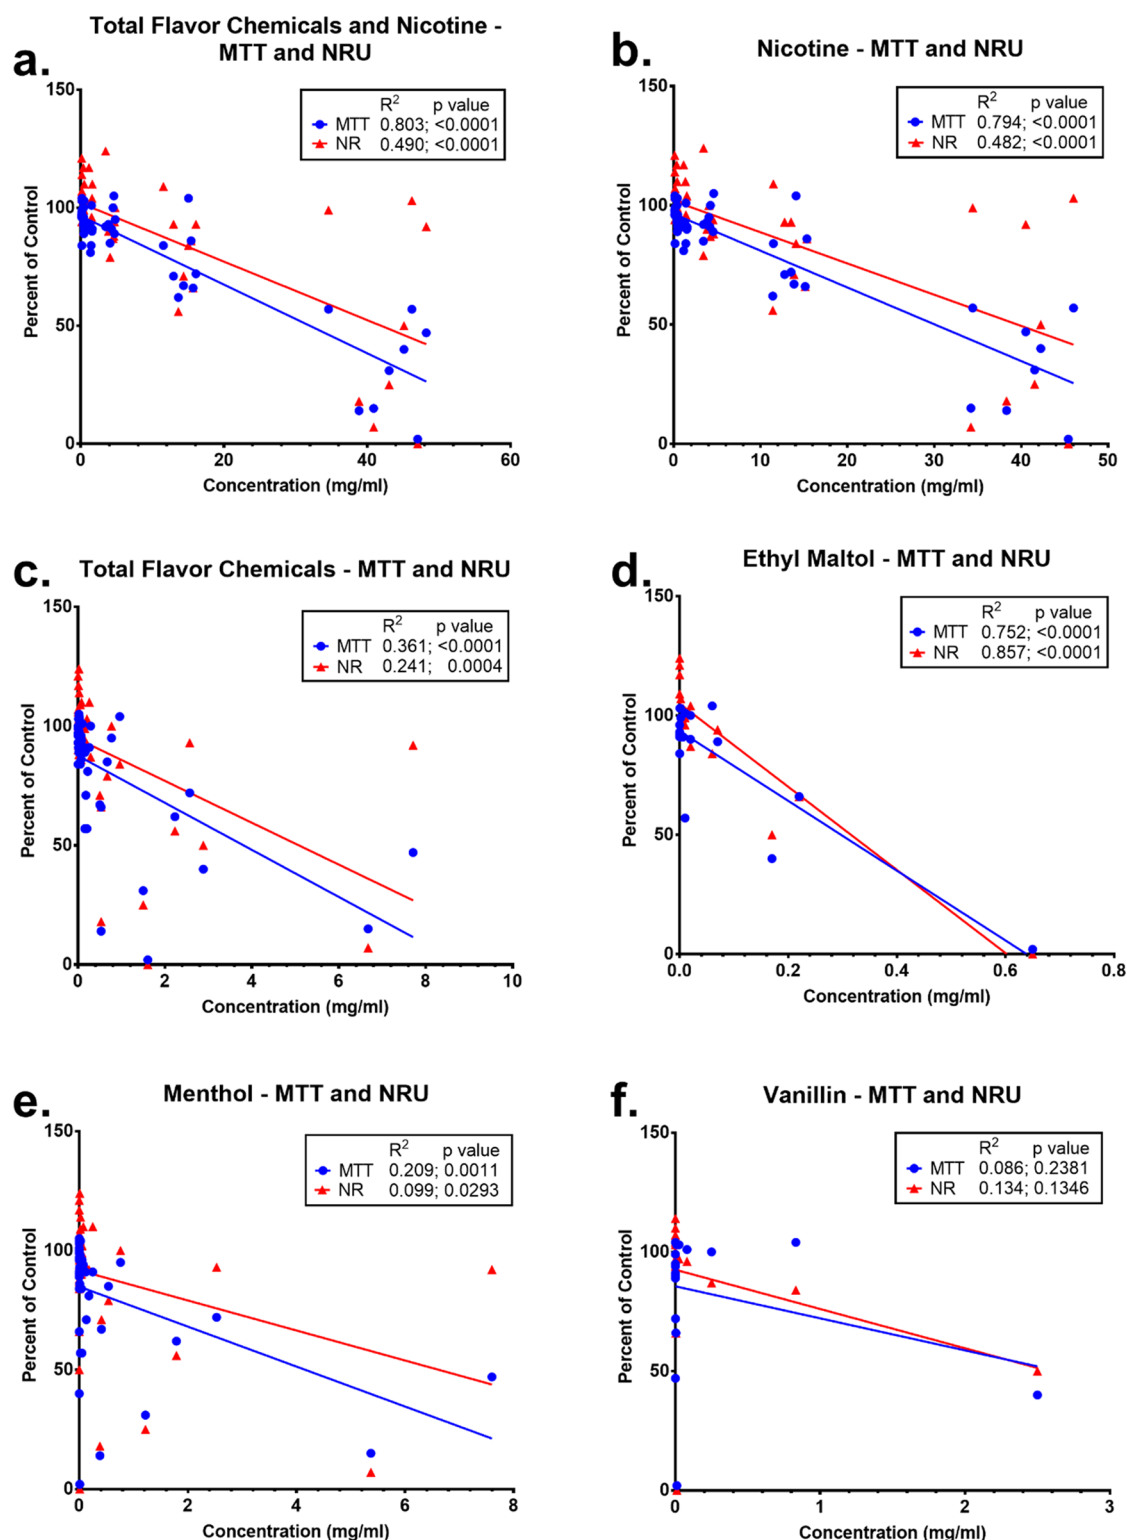 a.
Total Flavor Chemicals and Nicotine -
MTT and NRU
R² p value
MTT 0.803; <0.0001
NR 0.490; <0.0001
Percent of Control
150
100
50
0
0 20 40 60
Concentration (mg/ml)
b.
Nicotine - MTT and NRU
R² p value
MTT 0.794; <0.0001
NR 0.482; <0.0001
Percent of Control
150
100
50
0
0 10 20 30 40 50
Concentration (mg/ml)
c.
Total Flavor Chemicals - MTT and NRU
R² p value
MTT 0.361; <0.0001
NR 0.241; 0.0004
Percent of Control
150
100
50
0
0 2 4 6 8 10
Concentration (mg/ml)
d.
Ethyl Maltol - MTT and NRU
R² p value
MTT 0.752; <0.0001
NR 0.857; <0.0001
Percent of Control
150
100
50
0
0.0 0.2 0.4 0.6 0.8
Concentration (mg/ml)
e.
Menthol - MTT and NRU
R² p value
MTT 0.209; 0.0011
NR 0.099; 0.0293
Percent of Control
150
100
50
0
0 2 4 6 8
Concentration (mg/ml)
f.
Vanillin - MTT and NRU
R² p value
MTT 0.086; 0.2381
NR 0.134; 0.1346
Percent of Control
150
100
50
0
0 1 2 3
Concentration (mg/ml)